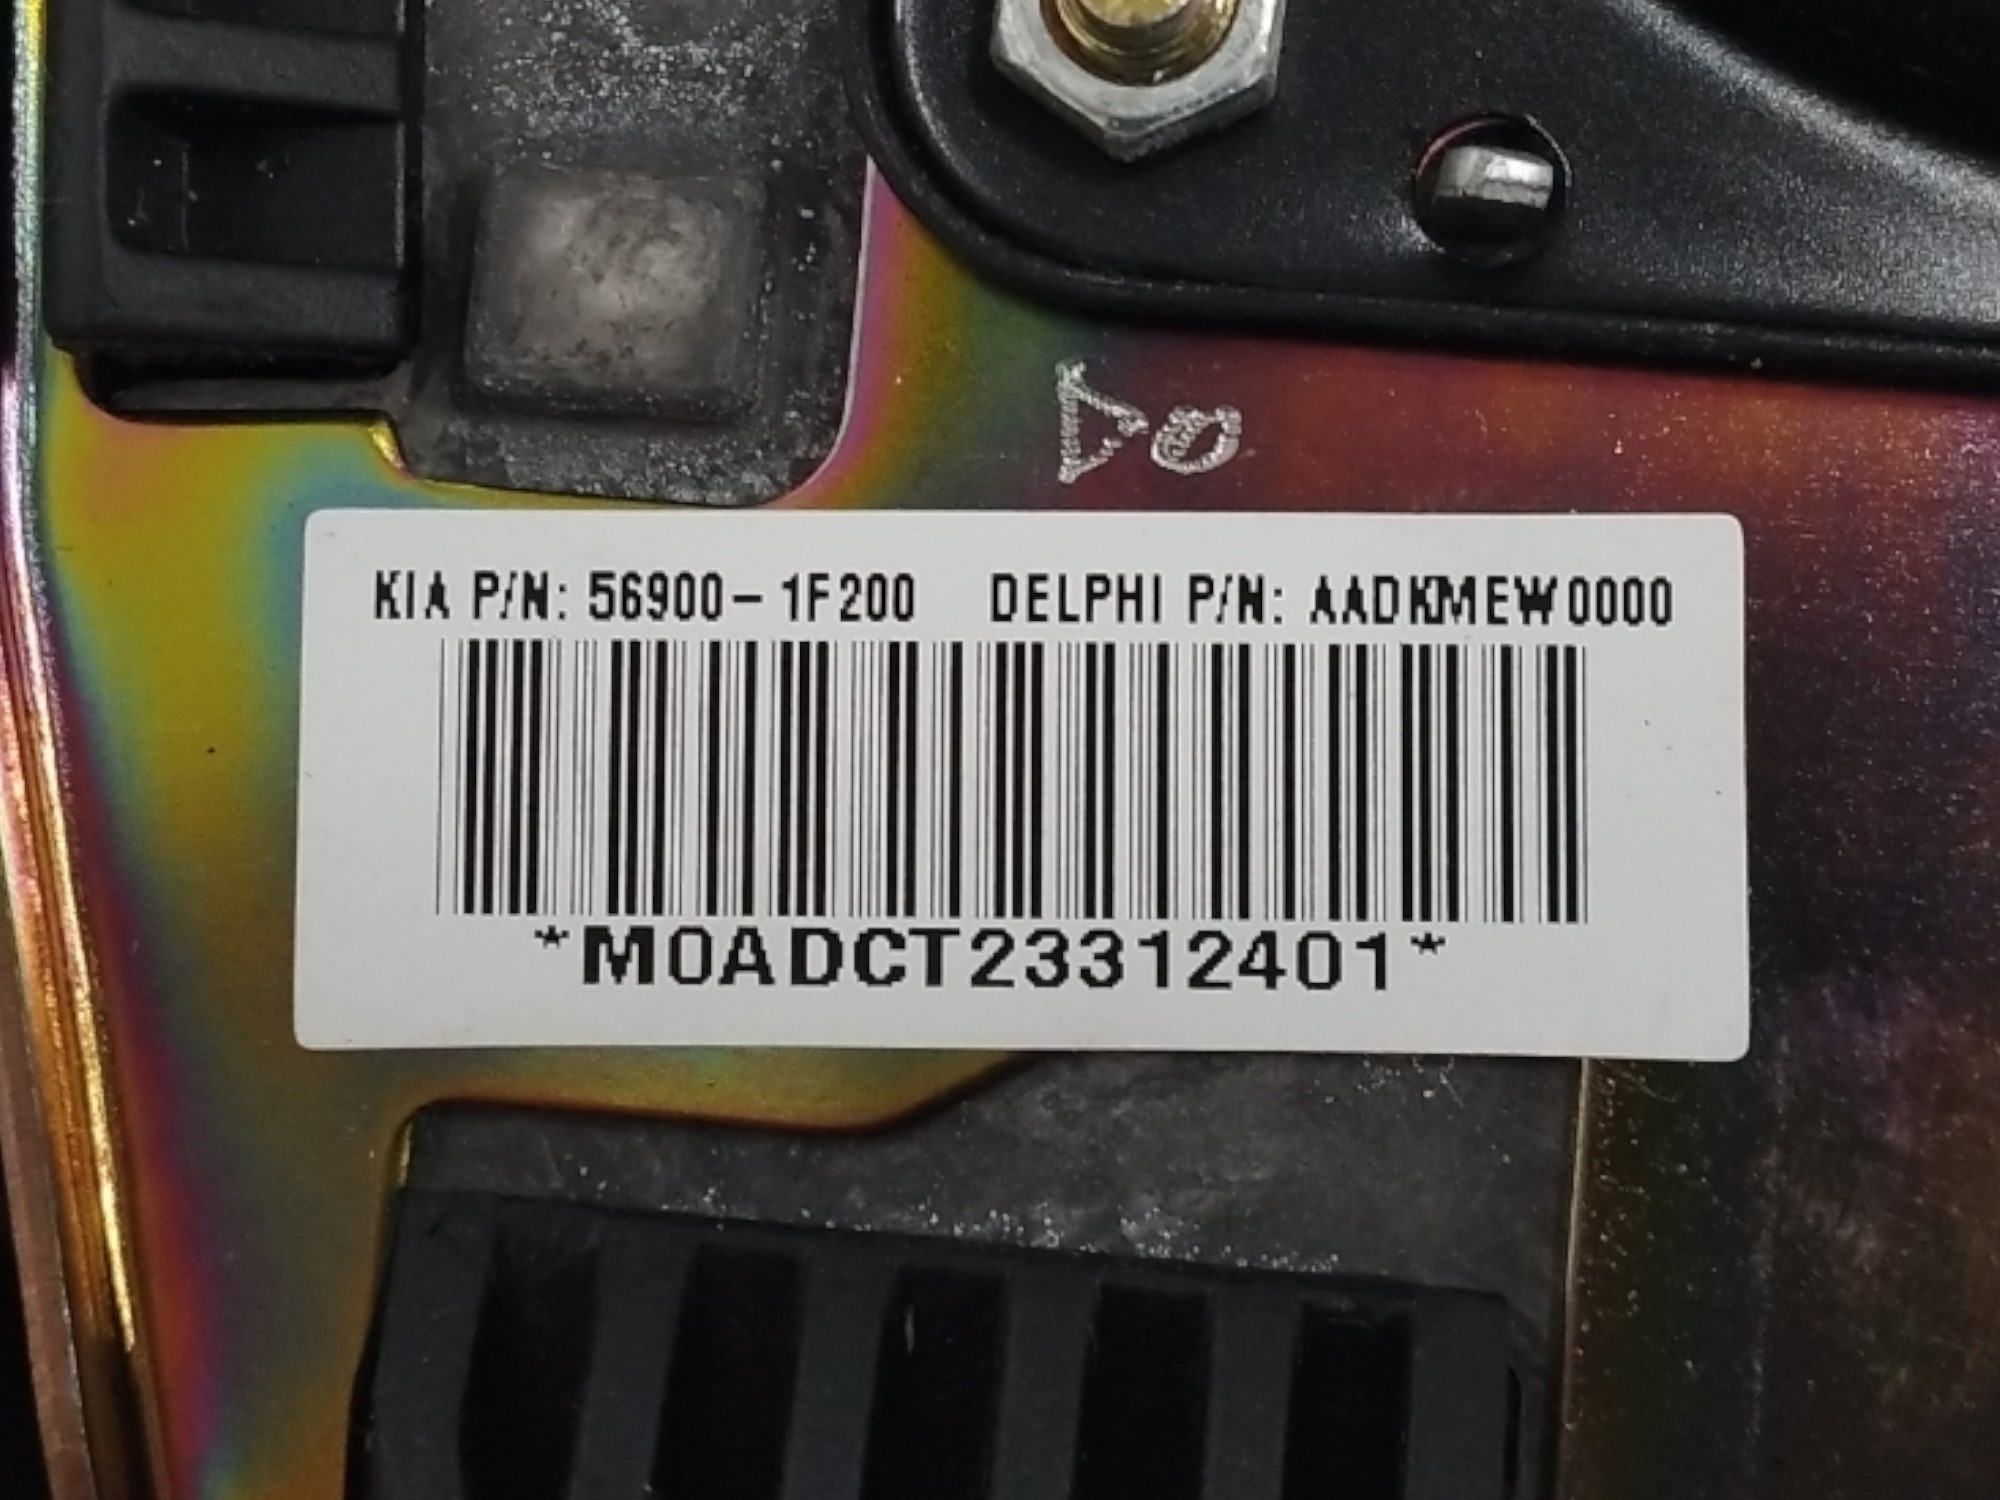 KIA P/N: 56900-1F200 DELPHI P/N: AADKMEW0000
*M0ADCT23312401*